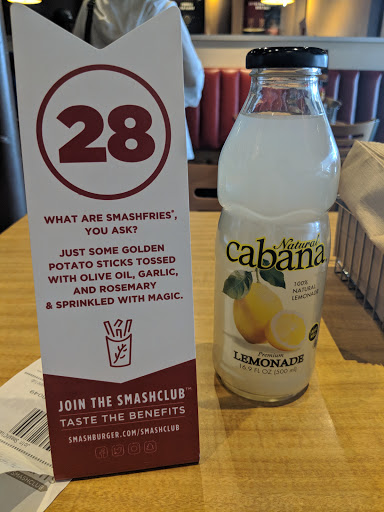 28
WHAT ARE SMASHFRIES®,
YOU ASK?
JUST SOME GOLDEN
POTATO STICKS TOSSED
WITH OLIVE OIL, GARLIC,
AND ROSEMARY
& SPRINKLED WITH MAGIC.
JOIN THE SMASHCLUB™
TASTE THE BENEFITS
SMASHBURGER.COM/SMASHCLUB
Natural
cabana
100%
NATURAL
LEMONADE
Premium
LEMONADE
16.9 FL OZ (500 ml)